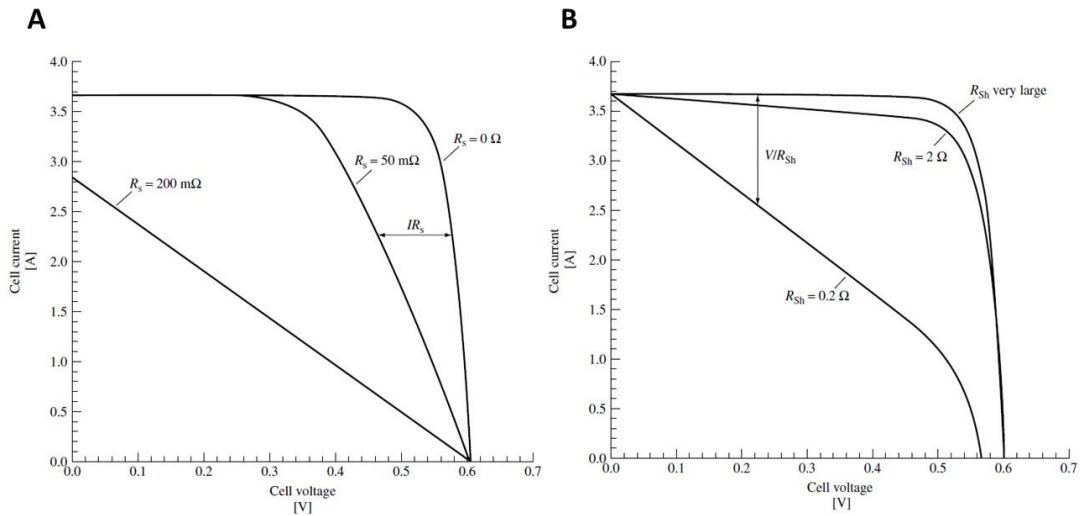 A
4.0
3.5
3.0
2.5
2.0
1.5
1.0
0.5
0.0
Cell current
[A]
R_s = 0 Ω
R_s = 50 mΩ
R_s = 200 mΩ
IR_s
0.0 0.1 0.2 0.3 0.4 0.5 0.6 0.7
Cell voltage
[V]
B
4.0
3.5
3.0
2.5
2.0
1.5
1.0
0.5
0.0
Cell current
[A]
R_Sh very large
R_Sh = 2 Ω
V/R_Sh
R_Sh = 0.2 Ω
0.0 0.1 0.2 0.3 0.4 0.5 0.6 0.7
Cell voltage
[V]